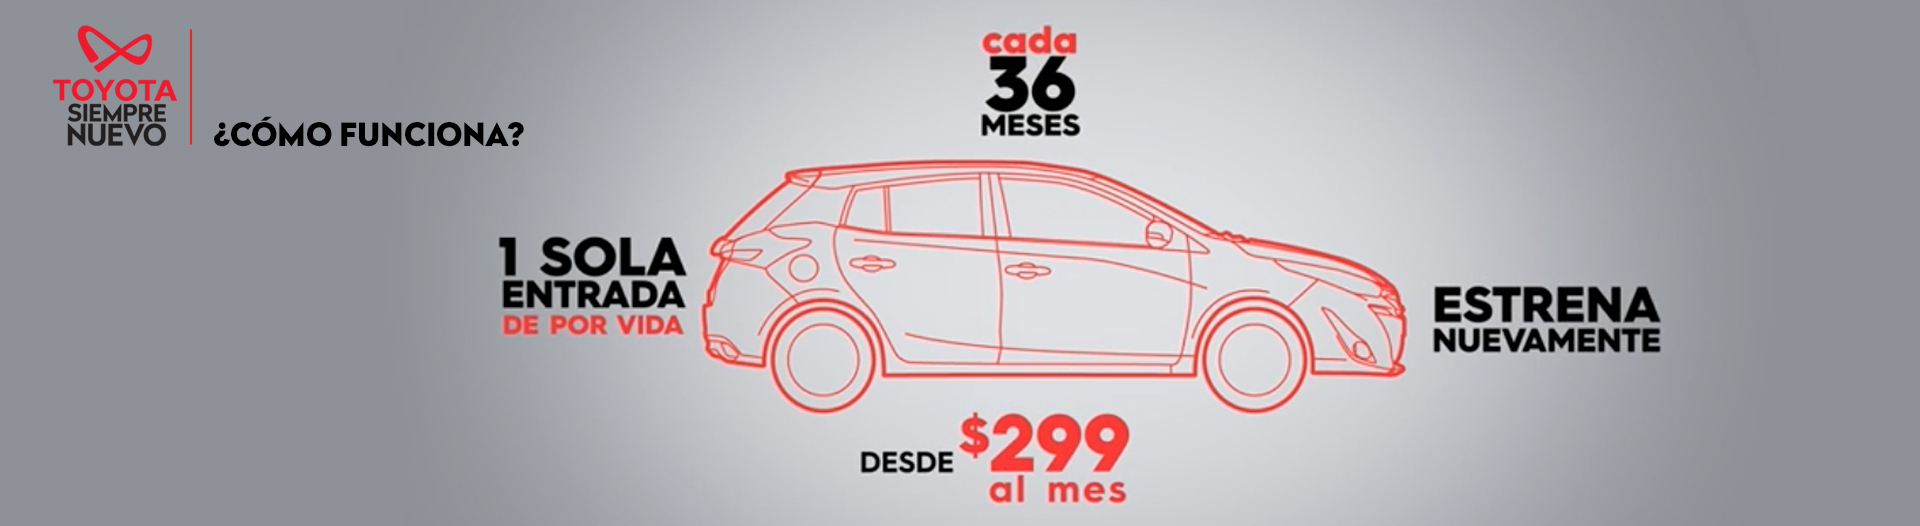 TOYOTA
SIEMPRE
NUEVO
¿CÓMO FUNCIONA?
cada
36
MESES
1 SOLA
ENTRADA
DE POR VIDA
ESTRENA
NUEVAMENTE
DESDE $299
al mes